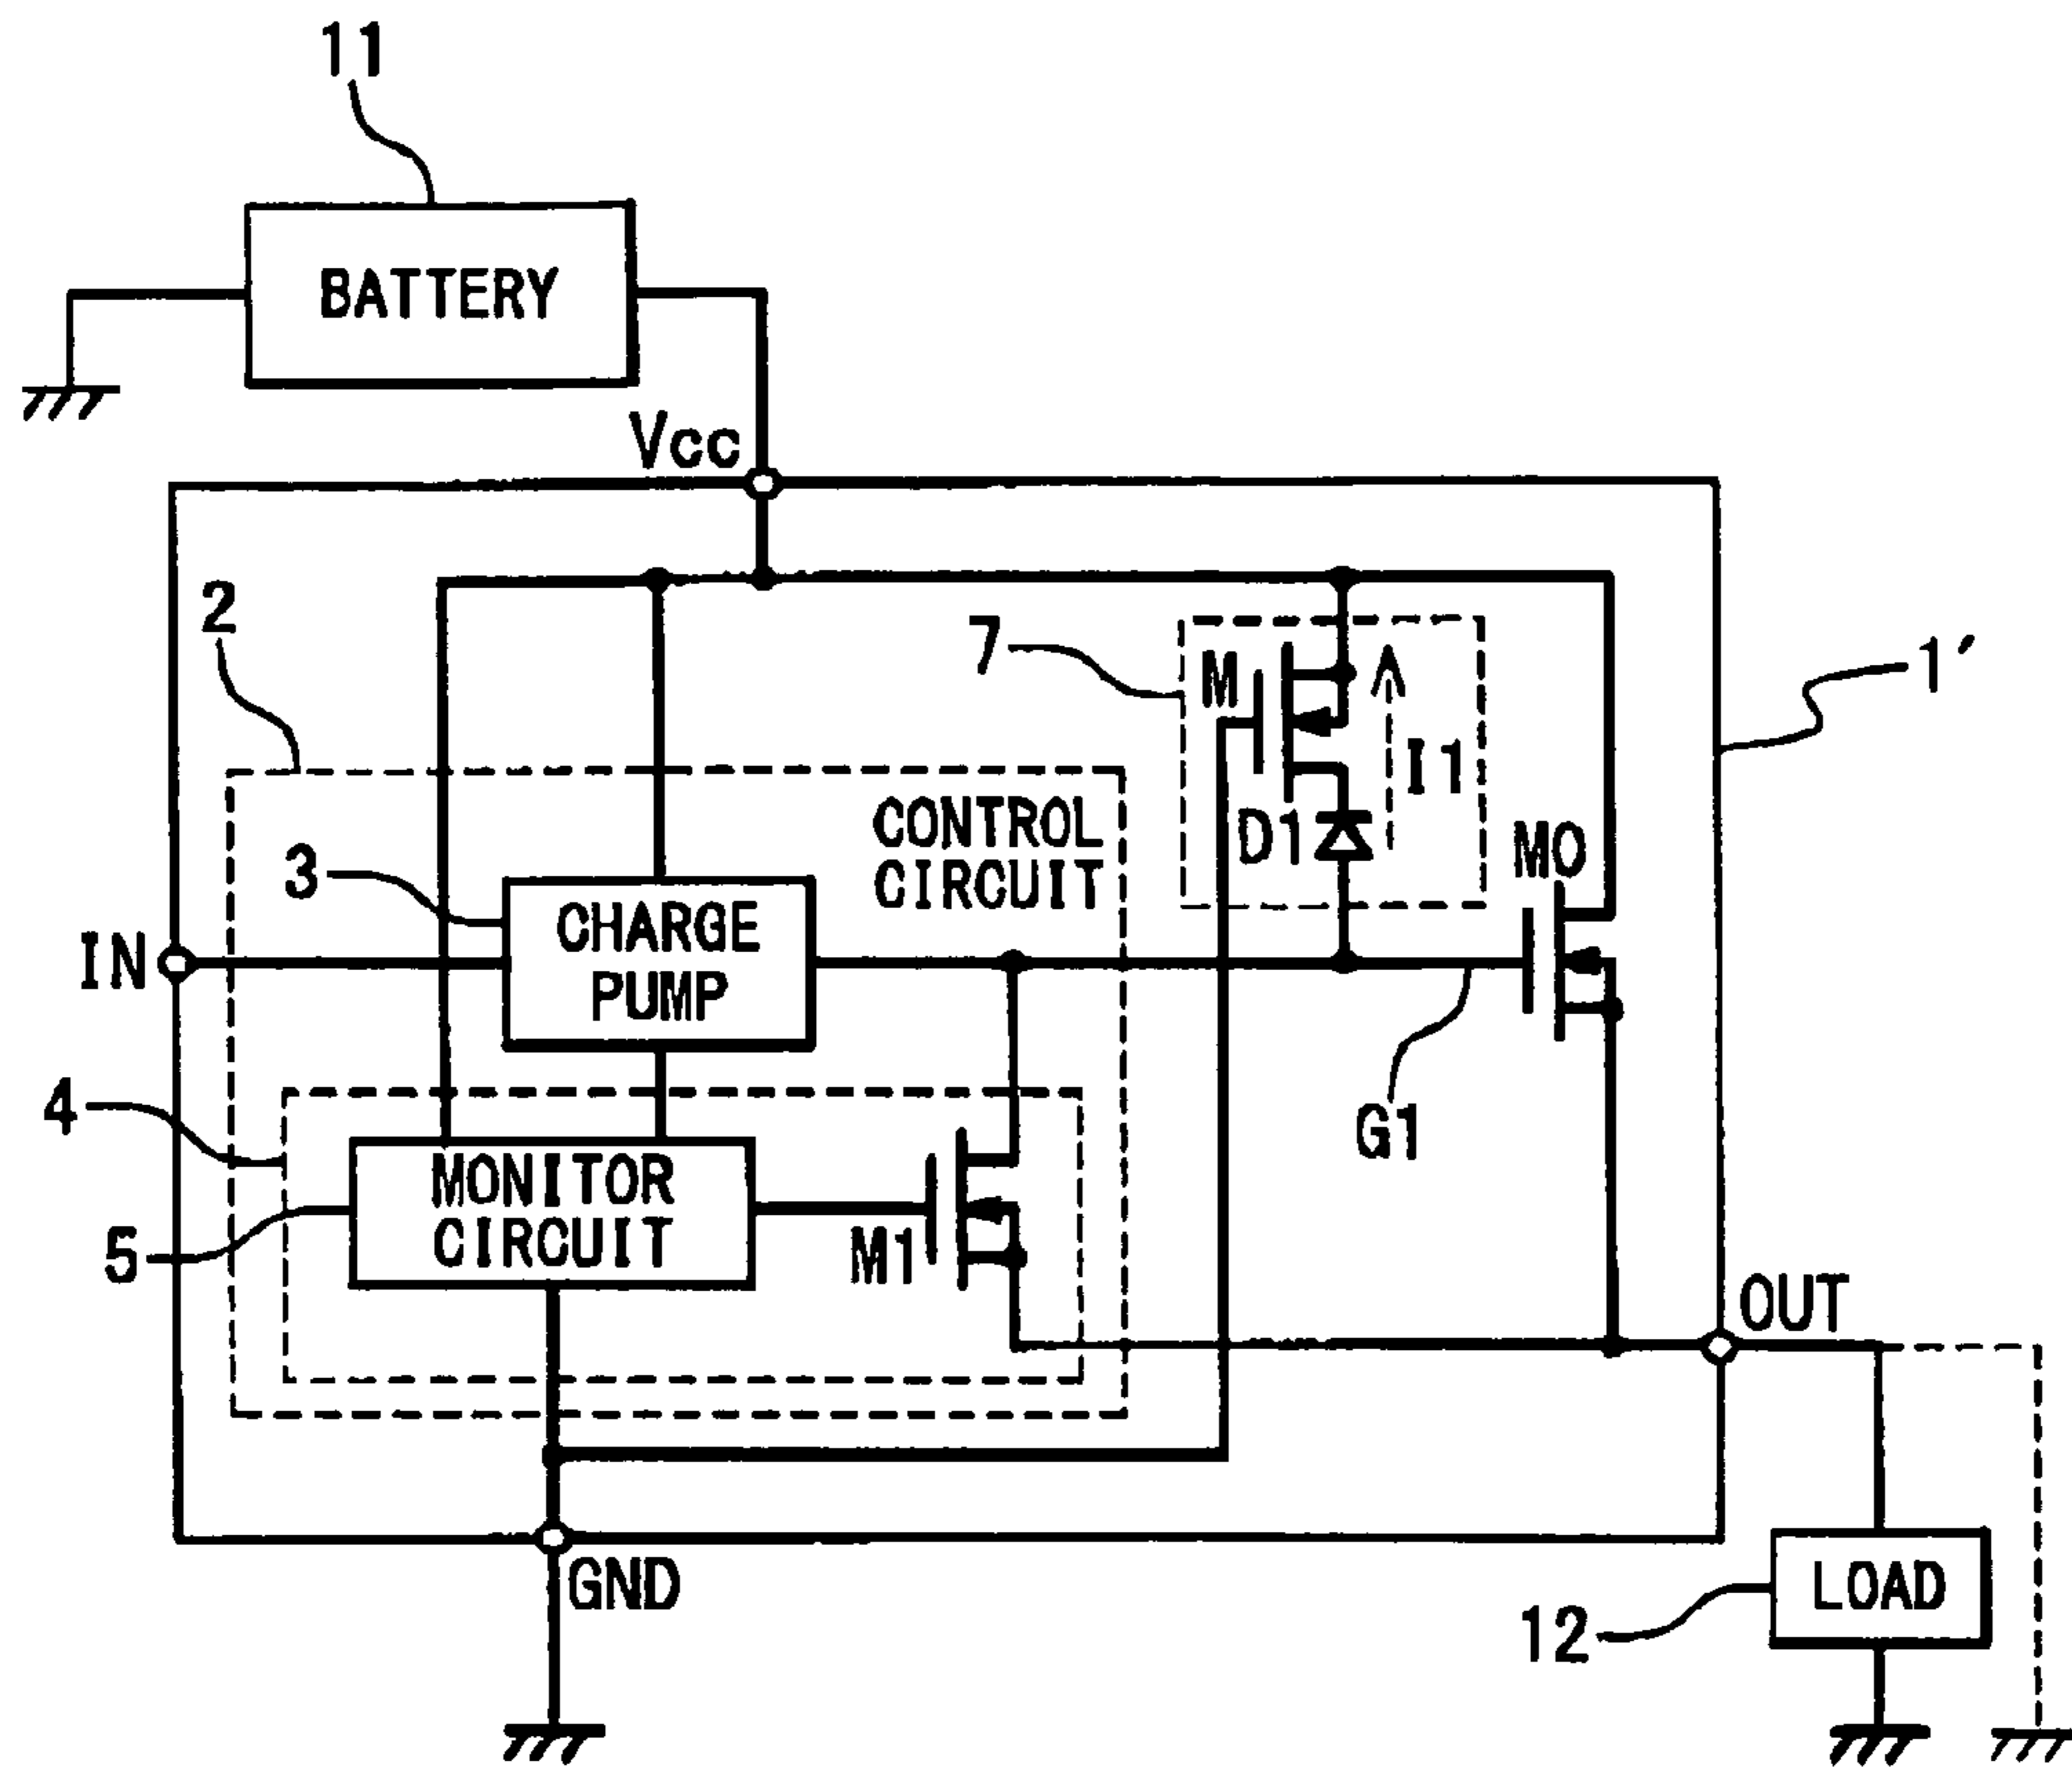 11
BATTERY
Vcc
2
7
M
1′
I1
CONTROL
CIRCUIT
D1
MO
3
CHARGE
PUMP
IN
4
G1
MONITOR
CIRCUIT
5
M1
OUT
GND
LOAD
12